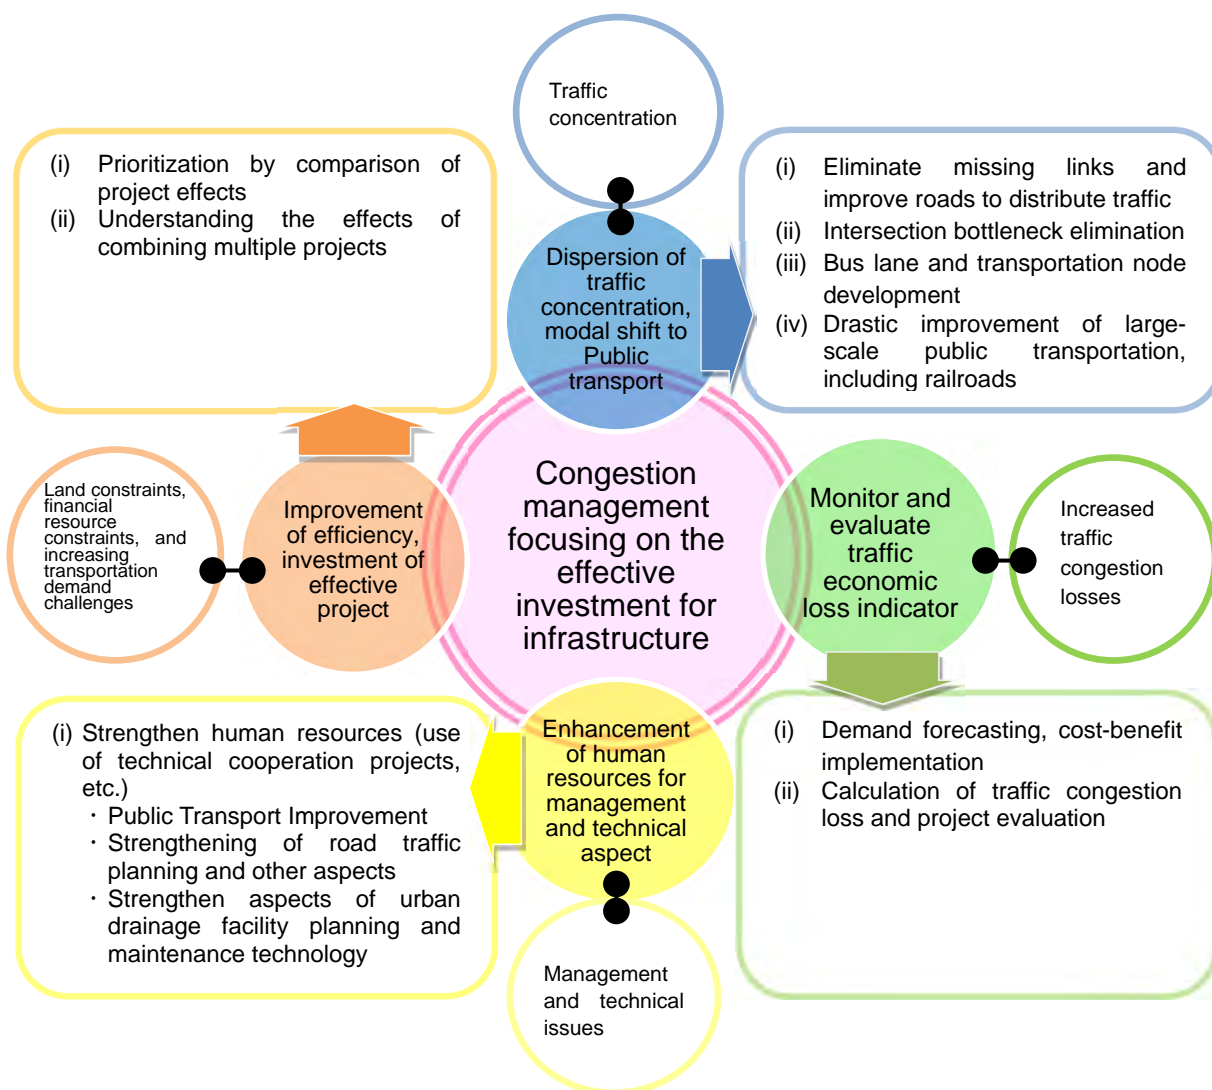 Traffic
concentration
(i) Prioritization by comparison of
project effects
(ii) Understanding the effects of
combining multiple projects
Dispersion of
traffic
concentration,
modal shift to
Public
transport
(i) Eliminate missing links and
improve roads to distribute traffic
(ii) Intersection bottleneck elimination
(iii) Bus lane and transportation node
development
(iv) Drastic improvement of large-
scale public transportation,
including railroads
Land constraints,
financial
resource
constraints, and
increasing
transportation
demand
challenges
Improvement
of efficiency,
investment of
effective
project
Congestion
management
focusing on the
effective
investment for
infrastructure
Monitor and
evaluate
traffic
economic
loss indicator
Increased
traffic
congestion
losses
(i) Strengthen human resources (use
of technical cooperation projects,
etc.)
・Public Transport Improvement
・Strengthening of road traffic
planning and other aspects
・Strengthen aspects of urban
drainage facility planning and
maintenance technology
Enhancement
of human
resources for
management
and technical
aspect
(i) Demand forecasting, cost-benefit
implementation
(ii) Calculation of traffic congestion
loss and project evaluation
Management
and technical
issues